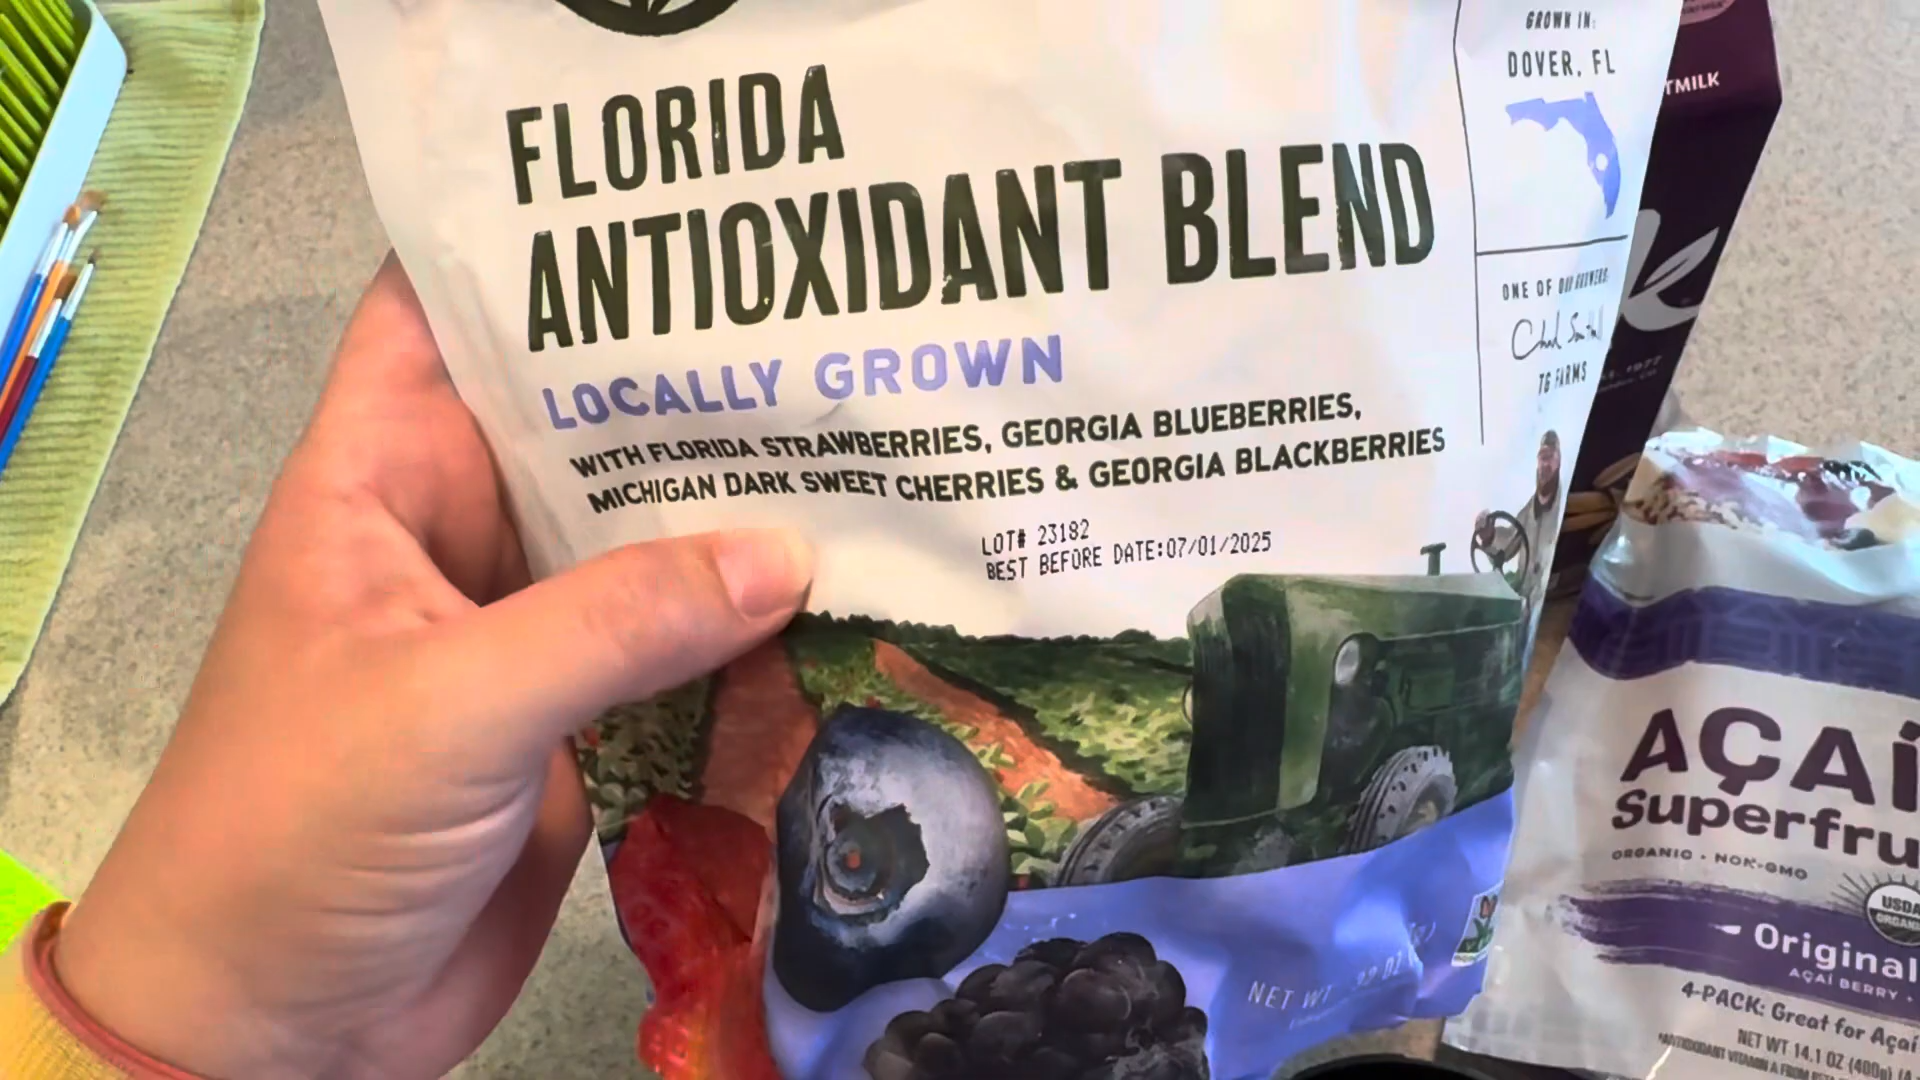 FLORIDA
ANTIOXIDANT BLEND
LOCALLY GROWN
WITH FLORIDA STRAWBERRIES, GEORGIA BLUEBERRIES,
MICHIGAN DARK SWEET CHERRIES & GEORGIA BLACKBERRIES
LOT# 23182
BEST BEFORE DATE:07/01/2025
GROWN IN:
DOVER, FL
ONE OF OUR GROWERS:
TG FARMS
NET WT
TMILK
k
1977
AÇAÍ
Superfru
ORGANIC • NON-GMO
USDA
ORGANIC
Original
AÇAÍ BERRY •
4-PACK: Great for Açaí
NET WT 14.1 OZ (400g)